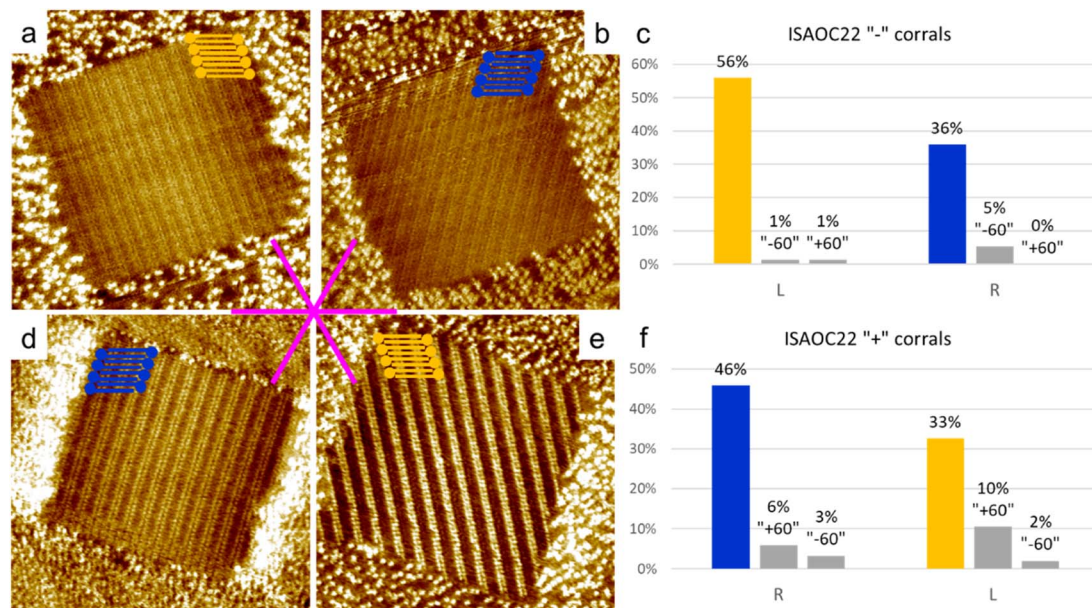 a
b
c
ISAOC22 "-" corrals
60%
50%
40%
30%
20%
10%
0%
56%
1%
"-60"
1%
"+60"
36%
5%
"-60"
0%
"+60"
L
R
d
e
f
ISAOC22 "+" corrals
50%
40%
30%
20%
10%
0%
46%
6%
"+60"
3%
"-60"
33%
10%
"+60"
2%
"-60"
R
L